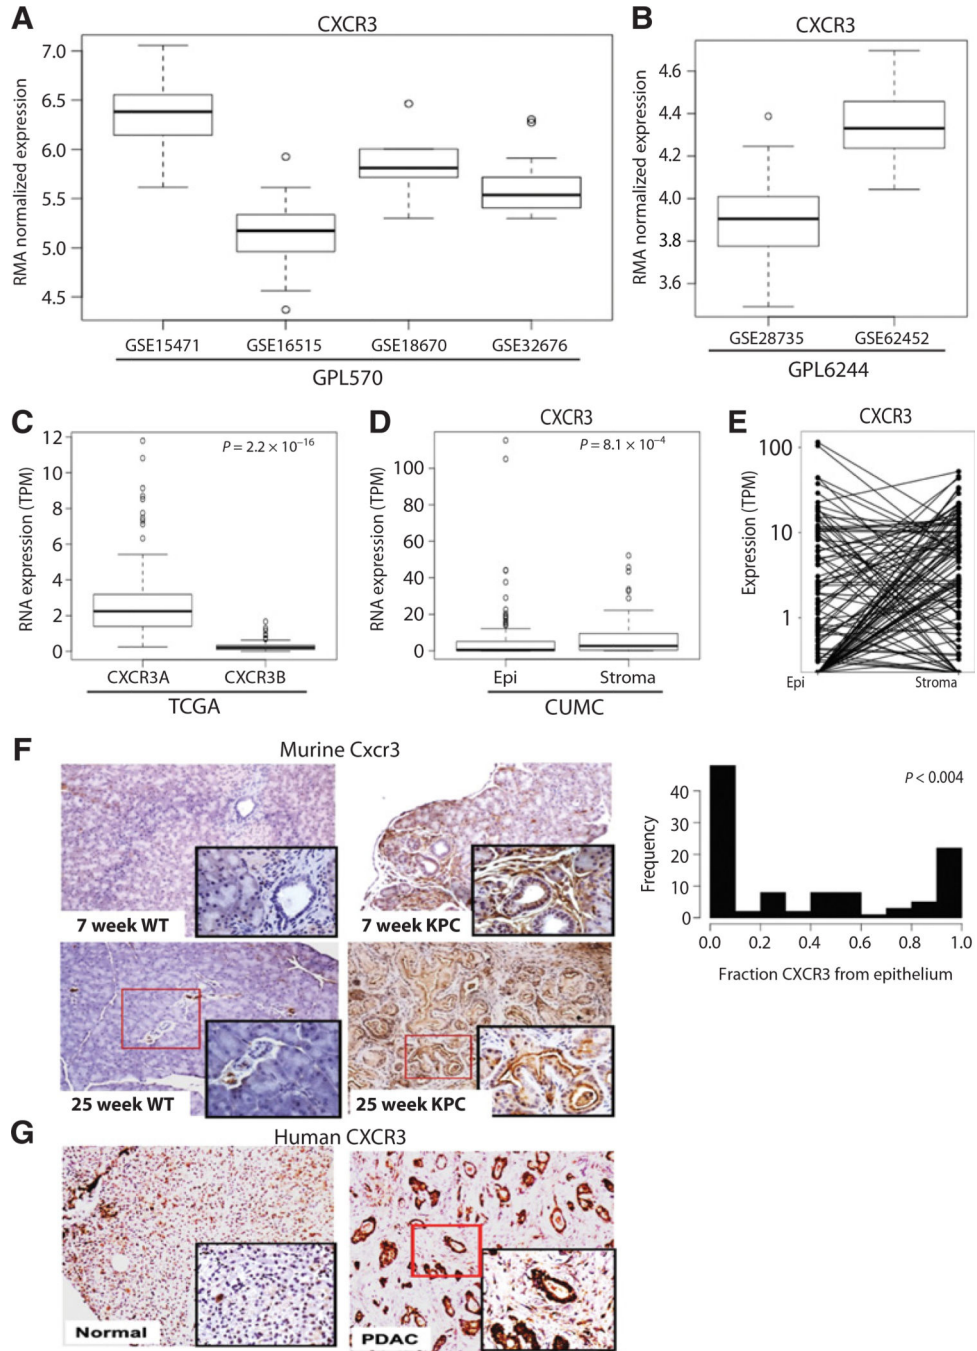 A
CXCR3
RMA normalized expression
7.0
6.5
6.0
5.5
5.0
4.5
GSE15471 GSE16515 GSE18670 GSE32676
GPL570
B
CXCR3
RMA normalized expression
4.6
4.4
4.2
4.0
3.8
3.6
GSE28735 GSE62452
GPL6244
C
P = 2.2 × 10⁻¹⁶
RNA expression (TPM)
12
10
8
6
4
2
0
CXCR3A CXCR3B
TCGA
D
CXCR3
P = 8.1 × 10⁻⁴
RNA expression (TPM)
100
80
60
40
20
0
Epi Stroma
CUMC
E
CXCR3
Expression (TPM)
100
10
1
Epi Stroma
P < 0.004
Frequency
40
30
20
10
0
0.0 0.2 0.4 0.6 0.8 1.0
Fraction CXCR3 from epithelium
F
Murine Cxcr3
7 week WT
7 week KPC
25 week WT
25 week KPC
G
Human CXCR3
Normal
PDAC